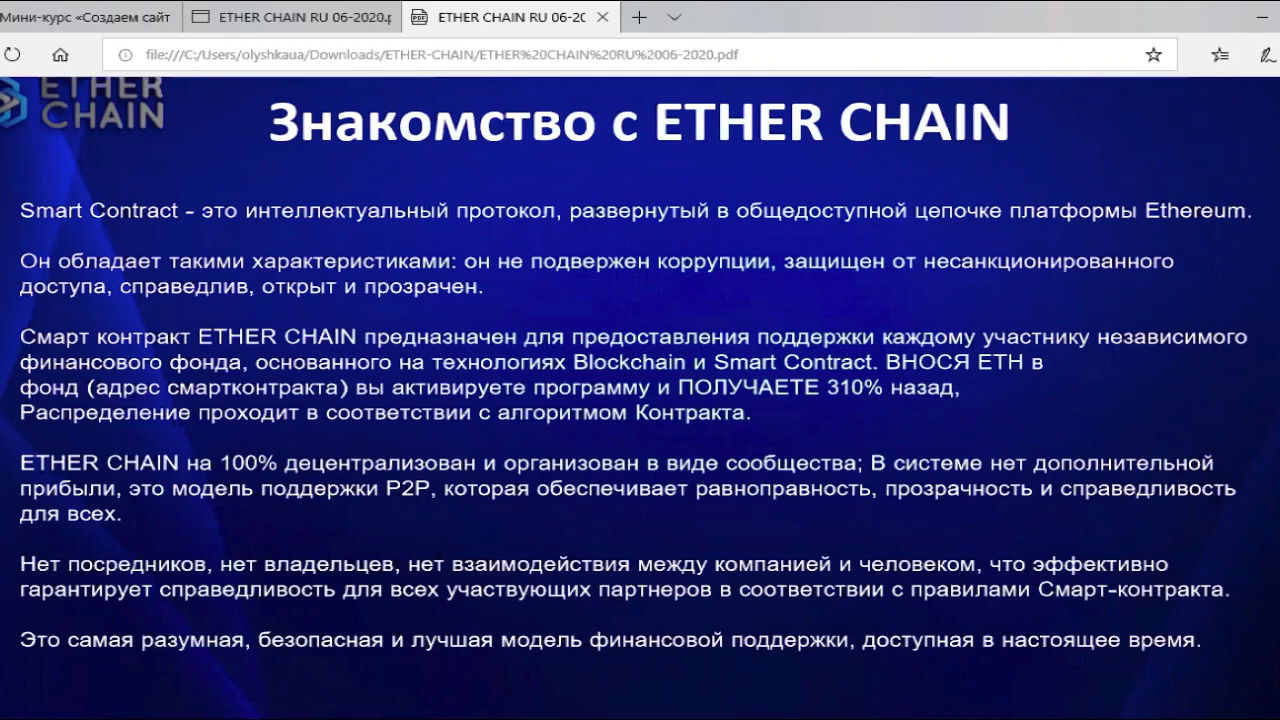 Мини-курс «Создаем сайт
ETHER CHAIN RU 06-2020.p
ETHER CHAIN RU 06-20
file:///C:/Users/olyshkaua/Downloads/ETHER-CHAIN/ETHER%20CHAIN%20RU%2006-2020.pdf
ETHER
CHAIN
Знакомство с ETHER CHAIN
Smart Contract - это интеллектуальный протокол, развернутый в общедоступной цепочке платформы Ethereum.
Он обладает такими характеристиками: он не подвержен коррупции, защищен от несанкционированного
доступа, справедлив, открыт и прозрачен.
Смарт контракт ETHER CHAIN предназначен для предоставления поддержки каждому участнику независимого
финансового фонда, основанного на технологиях Blockchain и Smart Contract. ВНОСЯ ETH в
фонд (адрес смартконтракта) вы активируете программу и ПОЛУЧАЕТЕ 310% назад,
Распределение проходит в соответствии с алгоритмом Контракта.
ETHER CHAIN на 100% децентрализован и организован в виде сообщества; В системе нет дополнительной
прибыли, это модель поддержки P2P, которая обеспечивает равноправность, прозрачность и справедливость
для всех.
Нет посредников, нет владельцев, нет взаимодействия между компанией и человеком, что эффективно
гарантирует справедливость для всех участвующих партнеров в соответствии с правилами Смарт-контракта.
Это самая разумная, безопасная и лучшая модель финансовой поддержки, доступная в настоящее время.